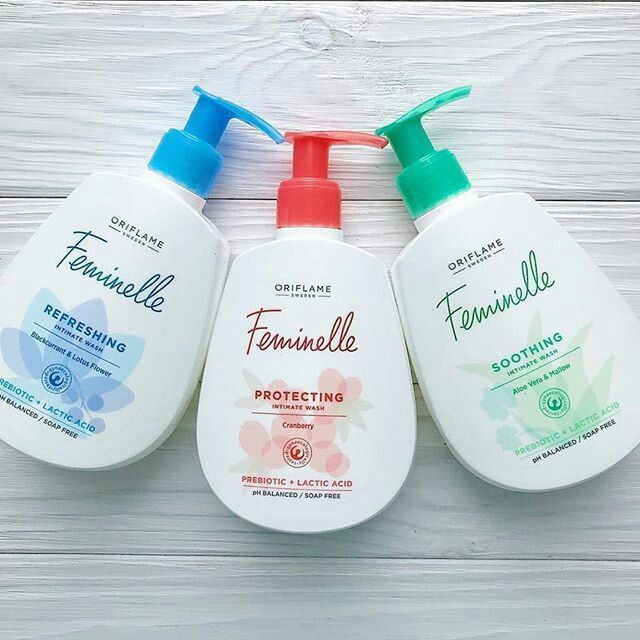 ORIFLAME
SWEDEN
Feminelle
REFRESHING
INTIMATE WASH
Blackcurrant & Lotus Flower
PREBIOTIC + LACTIC ACID
pH BALANCED / SOAP FREE
ORIFLAME
SWEDEN
Feminelle
PROTECTING
INTIMATE WASH
Cranberry
PREBIOTIC + LACTIC ACID
pH BALANCED / SOAP FREE
ORIFLAME
SWEDEN
Feminelle
SOOTHING
INTIMATE WASH
Aloe Vera & Mallow
PREBIOTIC + LACTIC ACID
pH BALANCED / SOAP FREE